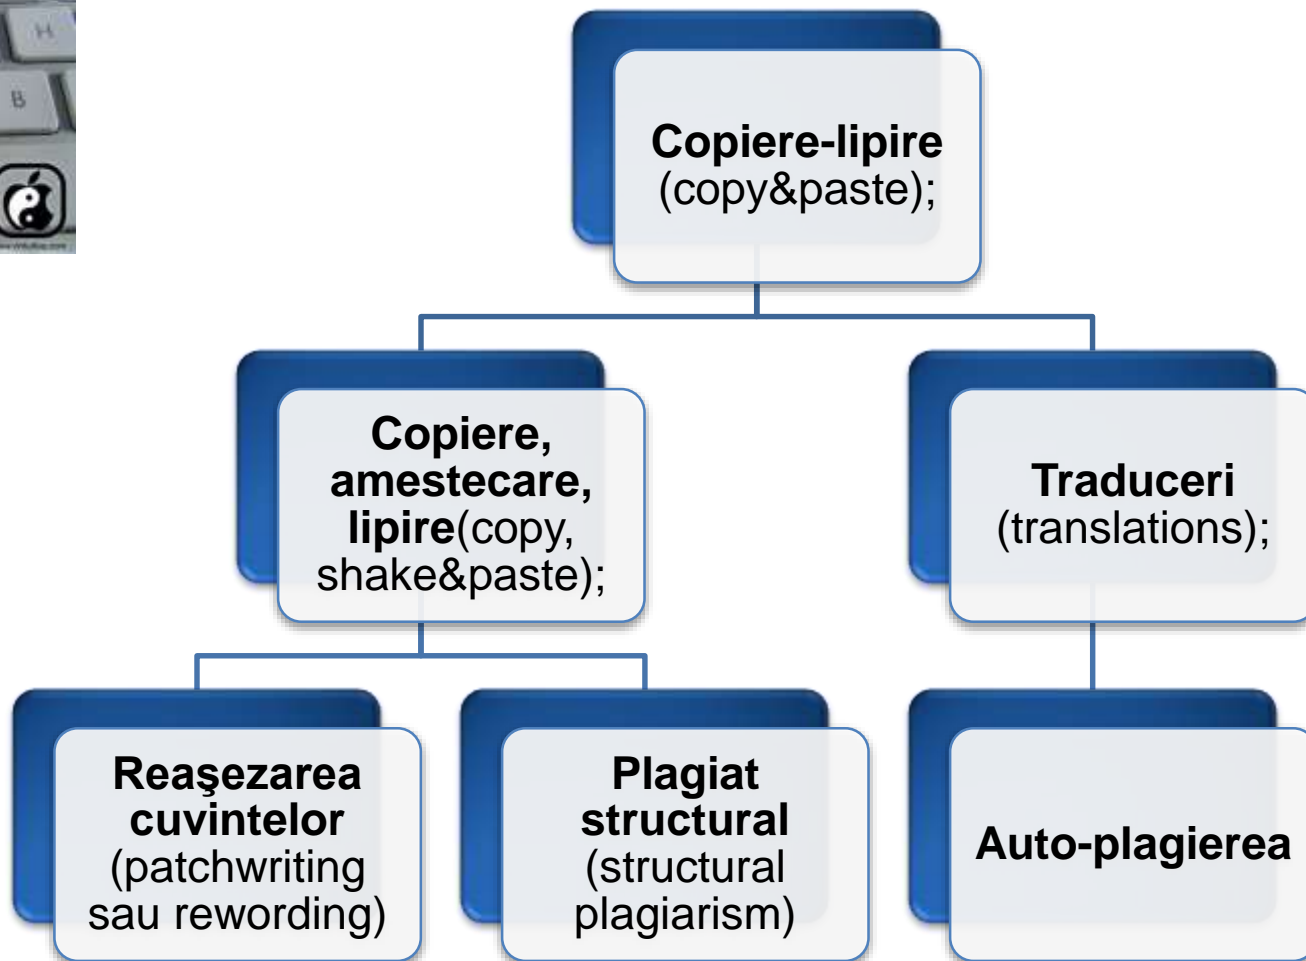 H
B
Copiere-lipire
(copy&paste);
Copiere,
amestecare,
lipire(copy,
shake&paste);
Traduceri
(translations);
Reaşezarea
cuvintelor
(patchwriting
sau rewording)
Plagiat
structural
(structural
plagiarism)
Auto-plagierea